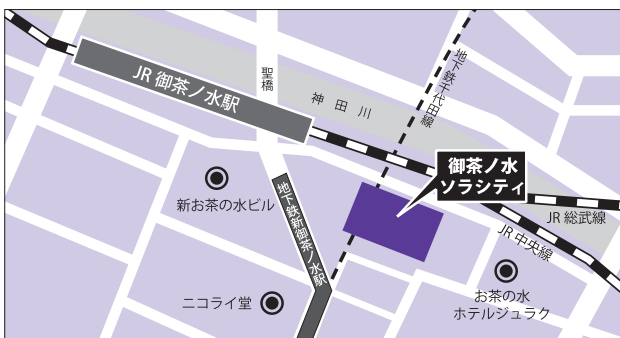 JR 御茶ノ水駅
聖橋
神田川
地下鉄千代田線
御茶ノ水
ソラシティ
新お茶の水ビル
地下鉄新御茶ノ水駅
JR 総武線
JR 中央線
ニコライ堂
お茶の水
ホテルジュラク